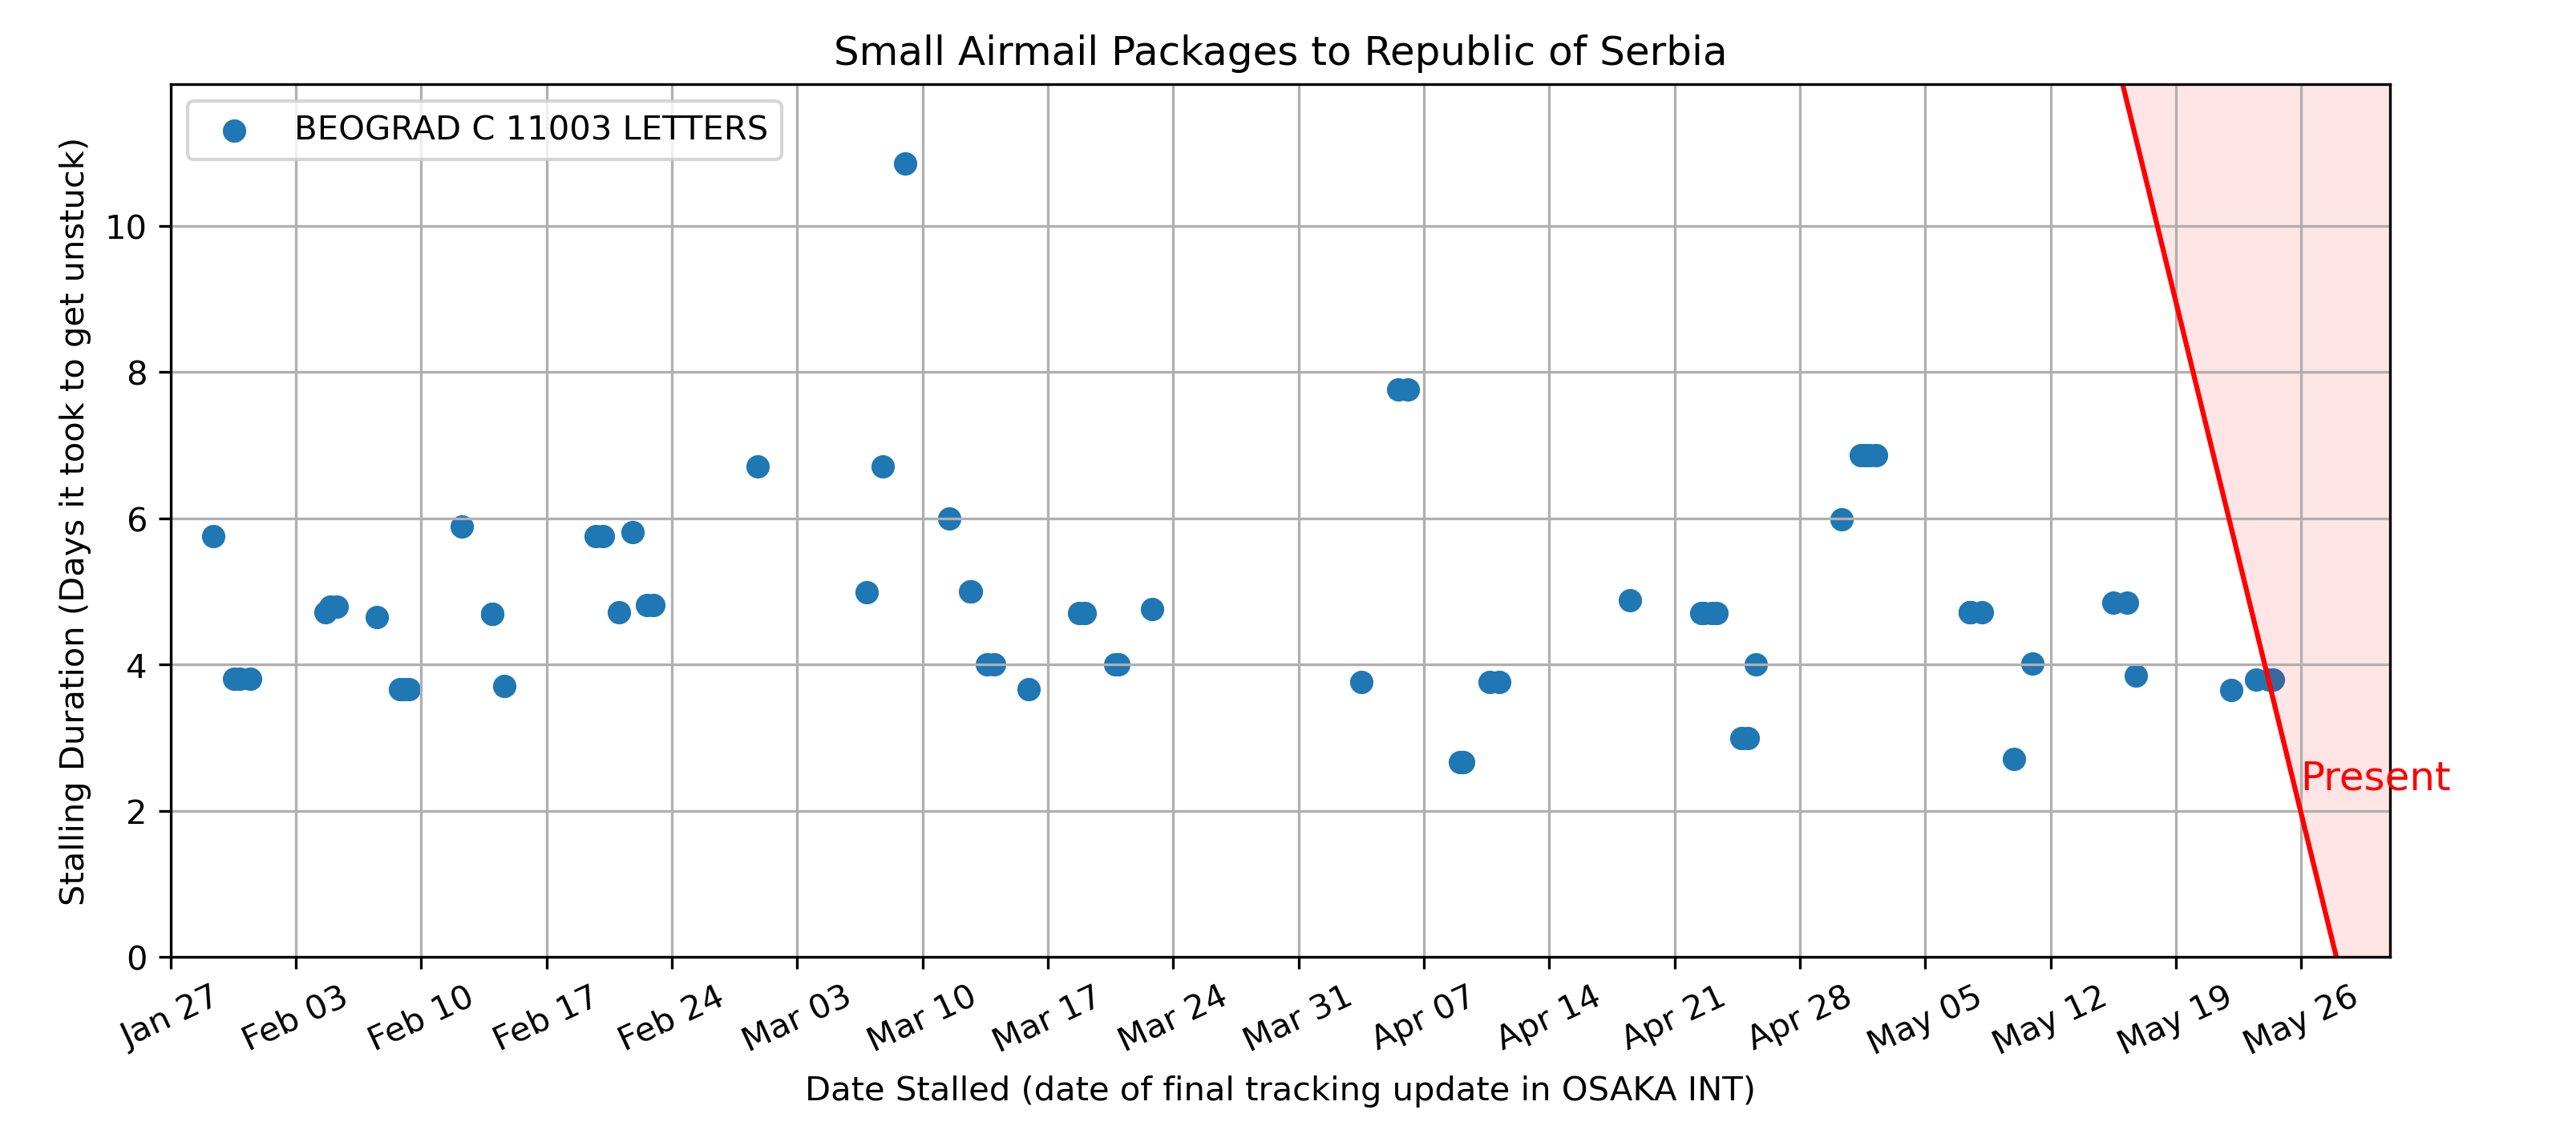 Small Airmail Packages to Republic of Serbia
BEOGRAD C 11003 LETTERS
Stalling Duration (Days it took to get unstuck)
10
8
6
4
2
0
Present
Jan 27
Feb 03
Feb 10
Feb 17
Feb 24
Mar 03
Mar 10
Mar 17
Mar 24
Mar 31
Apr 07
Apr 14
Apr 21
Apr 28
May 05
May 12
May 19
May 26
Date Stalled (date of final tracking update in OSAKA INT)